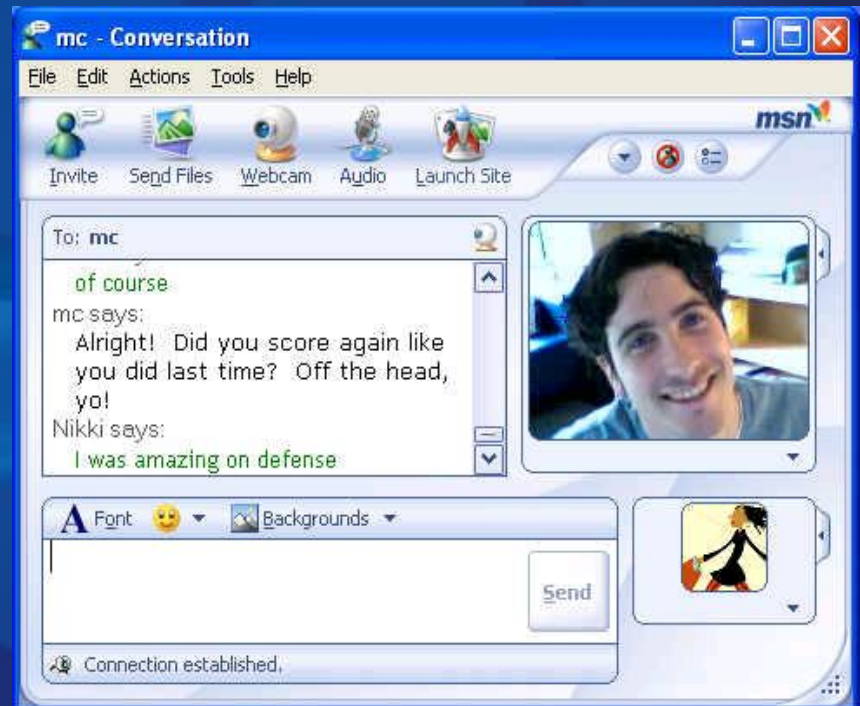 mc - Conversation
File Edit Actions Tools Help
msn
Invite Send Files Webcam Audio Launch Site
To: mc
of course
mc says:
Alright! Did you score again like
you did last time? Off the head,
yo!
Nikki says:
I was amazing on defense
A Font Backgrounds
Send
Connection established.